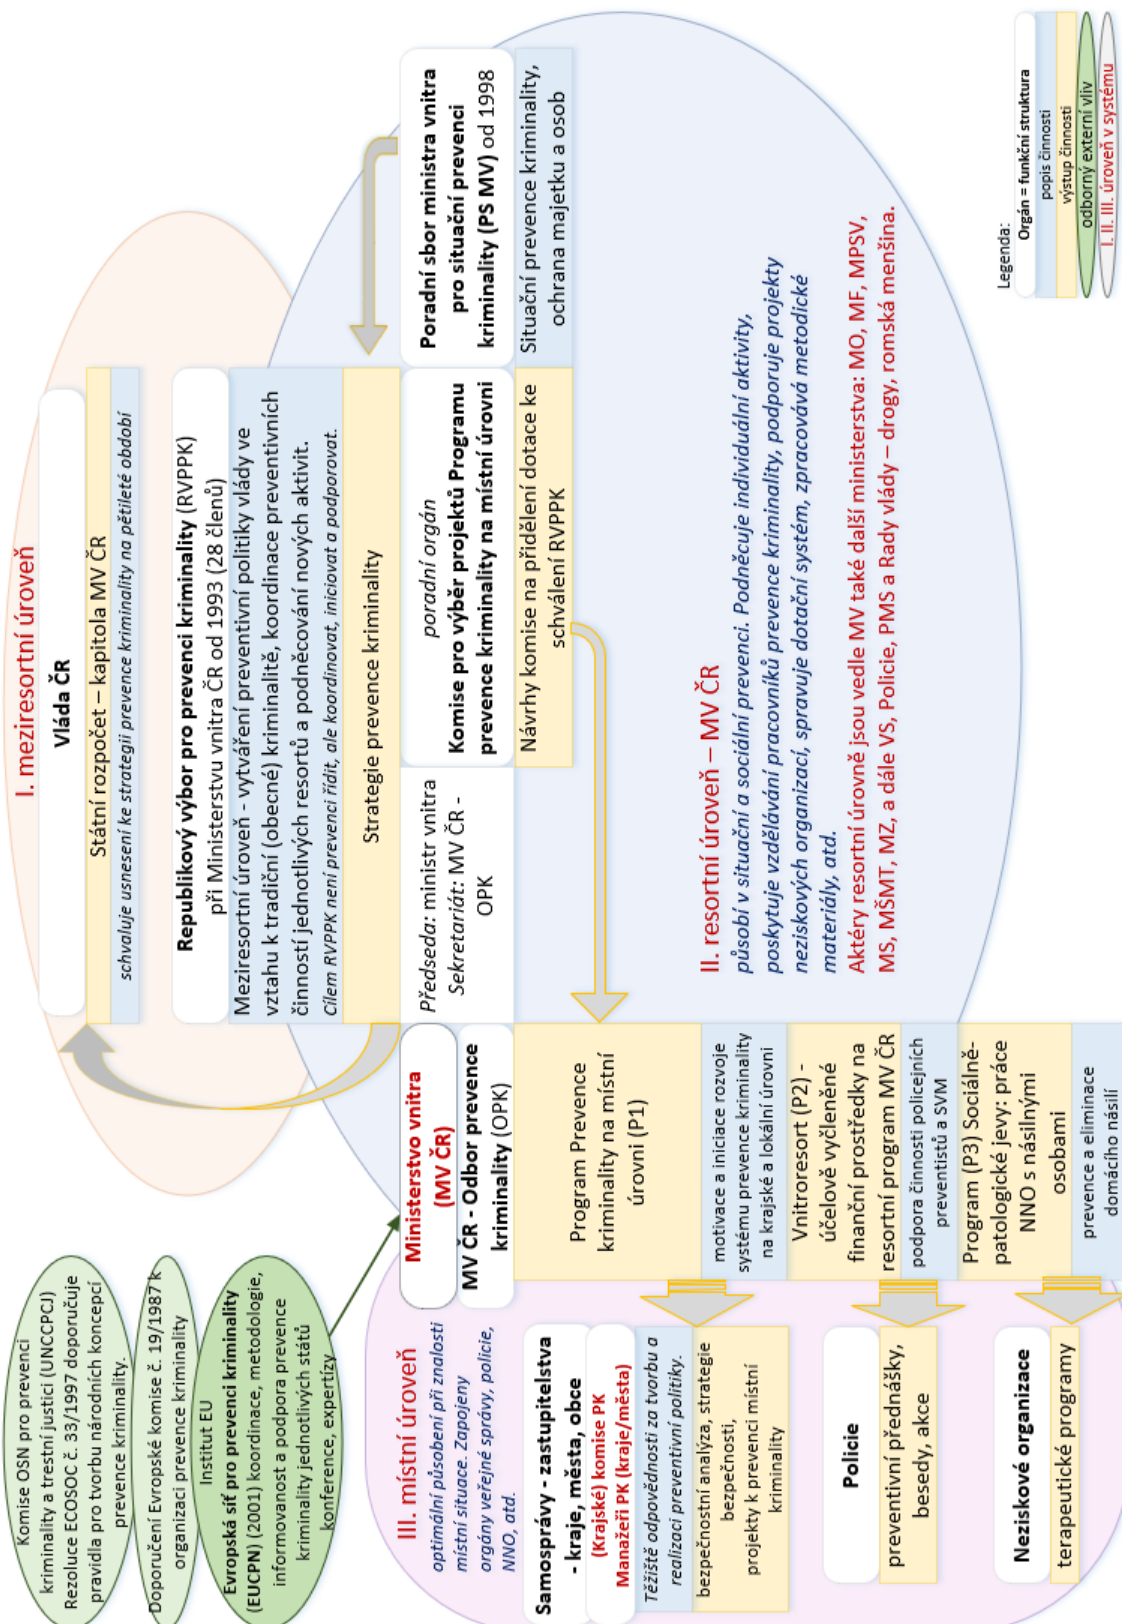 Komise OSN pro prevenci
kriminality a trestní justicí (UNCCPCJ)
Rezoluce ECOSOC č. 33/1997 doporučuje
pravidla pro tvorbu národních koncepcí
prevence kriminality.
Doporučení Evropské komise č. 19/1987 k
organizaci prevence kriminality
Institut EU
Evropská síť pro prevenci kriminality
(EUCPN) (2001) koordinace, metodologie,
informovanost a podpora prevence
kriminality jednotlivých států
konference, expertízy
I. meziresortní úroveň
Vláda ČR
Státní rozpočet – kapitola MV ČR
schvaluje usnesení ke strategii prevence kriminality na pětileté období
Republikový výbor pro prevenci kriminality (RVPPK)
při Ministerstvu vnitra ČR od 1993 (28 členů)
Meziresortní úroveň - vytváření preventivní politiky vlády ve
vztahu k tradiční (obecné) kriminalitě, koordinace preventivních
činností jednotlivých resortů a podněcování nových aktivit.
Cílem RVPPK není prevenci řídit, ale koordinovat, iniciovat a podporovat.
Strategie prevence kriminality
Ministerstvo vnitra
(MV ČR)
MV ČR - Odbor prevence
kriminality (OPK)
Předseda: ministr vnitra
Sekretariát: MV ČR -
OPK
poradní orgán
Komise pro výběr projektů Programu
prevence kriminality na místní úrovni
Návrhy komise na přidělení dotace ke
schválení RVPPK
Poradní sbor ministra vnitra
pro situační prevenci
kriminality (PS MV) od 1998
Situační prevence kriminality,
ochrana majetku a osob
Program Prevence
kriminality na místní
úrovni (P1)
motivace a iniciace rozvoje
systému prevence kriminality
na krajské a lokální úrovni
Vnitroresort (P2) -
účelově vyčleněné
finanční prostředky na
resortní program MV ČR
podpora činnosti policejních
preventistů a SVM
Program (P3) Sociálně-
patologické jevy: práce
NNO s násilnými
osobami
prevence a eliminace
domácího násilí
II. resortní úroveň – MV ČR
působí v situační a sociální prevenci. Podněcuje individuální aktivity,
poskytuje vzdělávání pracovníků prevence kriminality, podporuje projekty
neziskových organizací, spravuje dotační systém, zpracovává metodické
materiály, atd.
Aktéry resortní úrovně jsou vedle MV také další ministerstva: MO, MF, MPSV,
MS, MŠMT, MZ, a dále VS, Policie, PMS a Rady vlády – drogy, romská menšina.
III. místní úroveň
optimální působení při znalosti
místní situace. Zapojeny
orgány veřejné správy, policie,
NNO, atd.
Samosprávy - zastupitelstva
- kraje, města, obce
(Krajské) komise PK
Manažeři PK (kraje/města)
Těžiště odpovědnosti za tvorbu a
realizaci preventivní politiky.
bezpečnostní analýza, strategie
bezpečnosti,
projekty k prevenci místní
kriminality
Policie
preventivní přednášky,
besedy, akce
Neziskové organizace
terapeutické programy
Legenda:
Orgán = funkční struktura
popis činnosti
výstup činnosti
odborný externí vliv
I. II. III. úroveň v systému